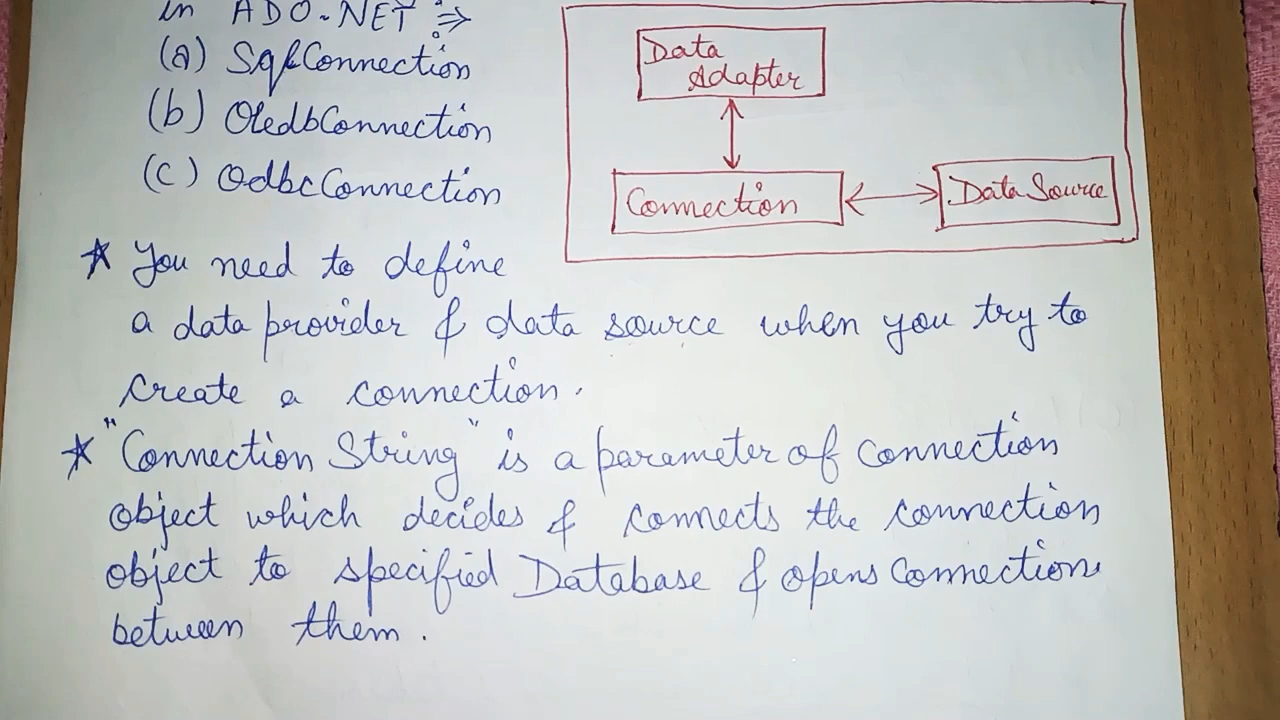 in ADO.NET :⇒
(a) SqlConnection
(b) OledbConnection
(c) OdbcConnection
Data
Adapter
Connection
Data Source
* You need to define
a data provider & data source when you try to
create a connection.
* "Connection String" is a parameter of connection
object which decides & connects the connection
object to specified Database & opens Connection
between them.